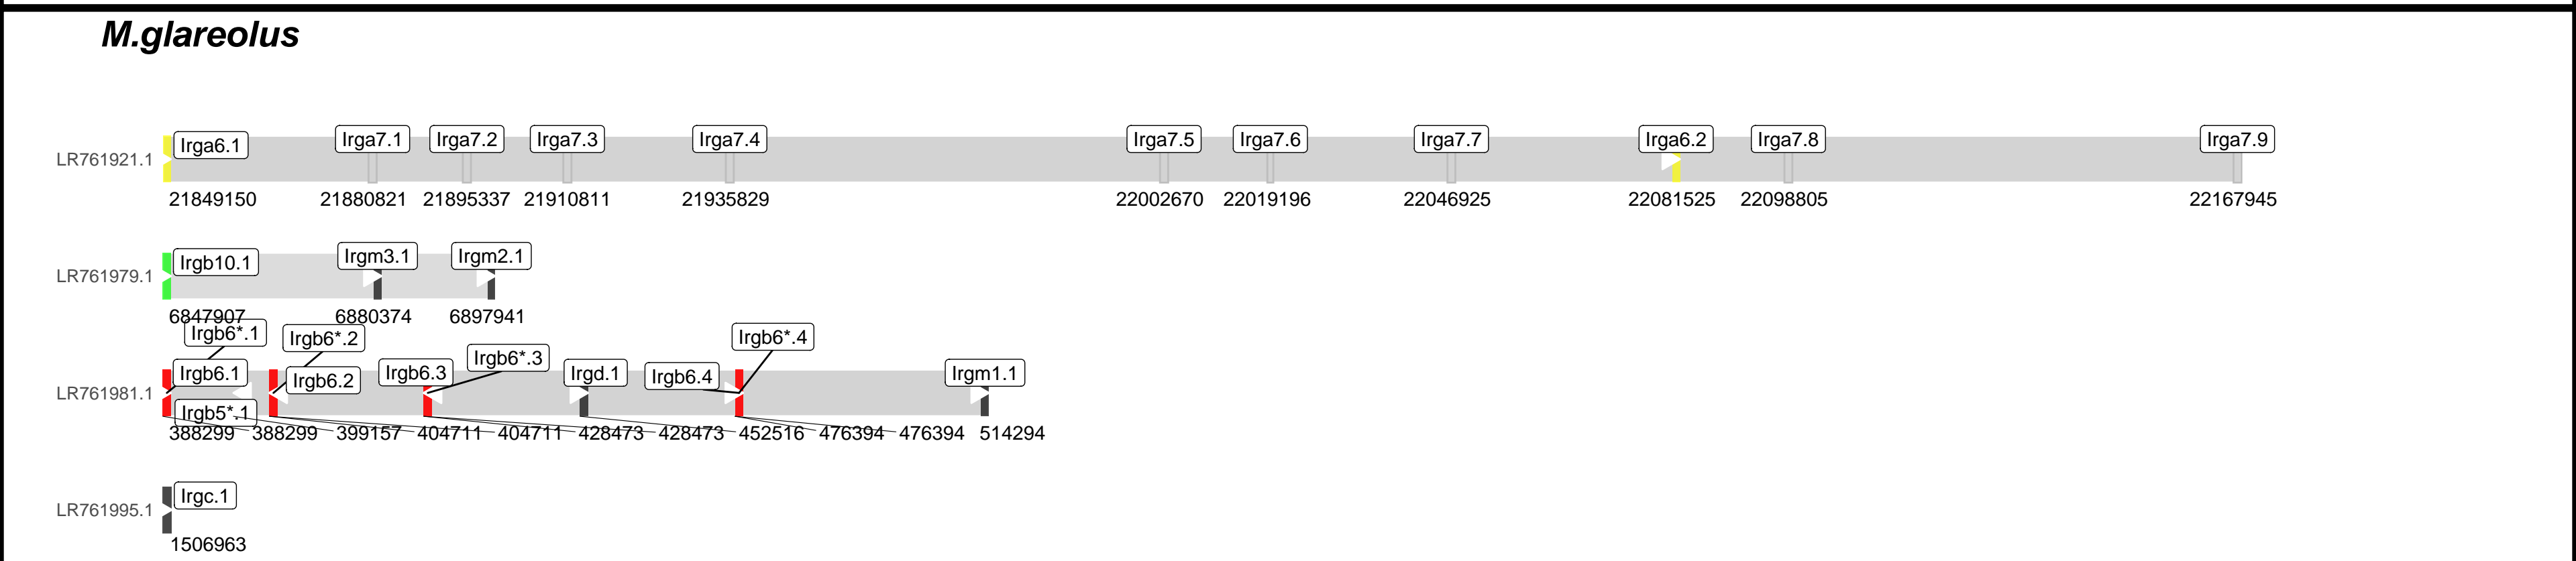 M.glareolus
Irga6.1 Irga7.1 Irga7.2 Irga7.3 Irga7.4 Irga7.5 Irga7.6 Irga7.7 Irga6.2 Irga7.8 Irga7.9
LR761921.1
21849150 21880821 21895337 21910811 21935829 22002670 22019196 22046925 22081525 22098805 22167945
Irgb10.1 Irgm3.1 Irgm2.1
LR761979.1
6847907 6880374 6897941
Irgb6*.1 Irgb6*.2 Irgb6*.3 Irgb6*.4
Irgb6.1 Irgb6.2 Irgb6.3 Irgd.1 Irgb6.4 Irgm1.1
LR761981.1
Irgb5*.1
388299 388299 399157 404711 404711 428473 428473 452516 476394 476394 514294
Irgc.1
LR761995.1
1506963